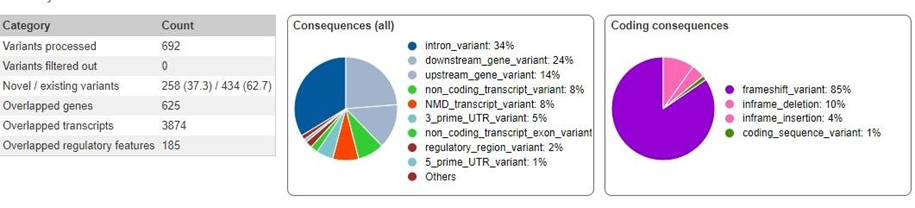 Category Count
Variants processed 692
Variants filtered out 0
Novel / existing variants 258 (37.3) / 434 (62.7)
Overlapped genes 625
Overlapped transcripts 3874
Overlapped regulatory features 185
Consequences (all)
intron_variant: 34%
downstream_gene_variant: 24%
upstream_gene_variant: 14%
non_coding_transcript_variant: 8%
NMD_transcript_variant: 8%
3_prime_UTR_variant: 5%
non_coding_transcript_exon_variant
regulatory_region_variant: 2%
5_prime_UTR_variant: 1%
Others
Coding consequences
frameshift_variant: 85%
inframe_deletion: 10%
inframe_insertion: 4%
coding_sequence_variant: 1%